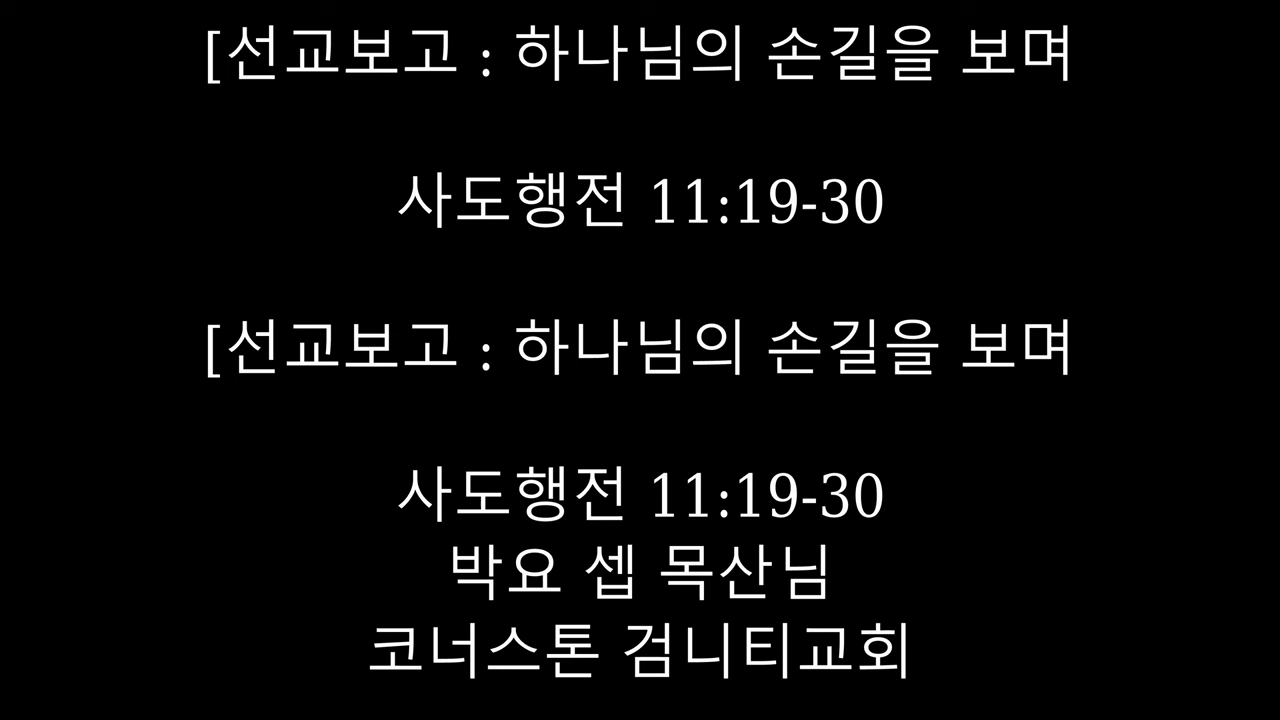 [선교보고 : 하나님의 손길을 보며
사도행전 11:19-30
[선교보고 : 하나님의 손길을 보며
사도행전 11:19-30
박요 셉 목산님
코너스톤 검니티교회